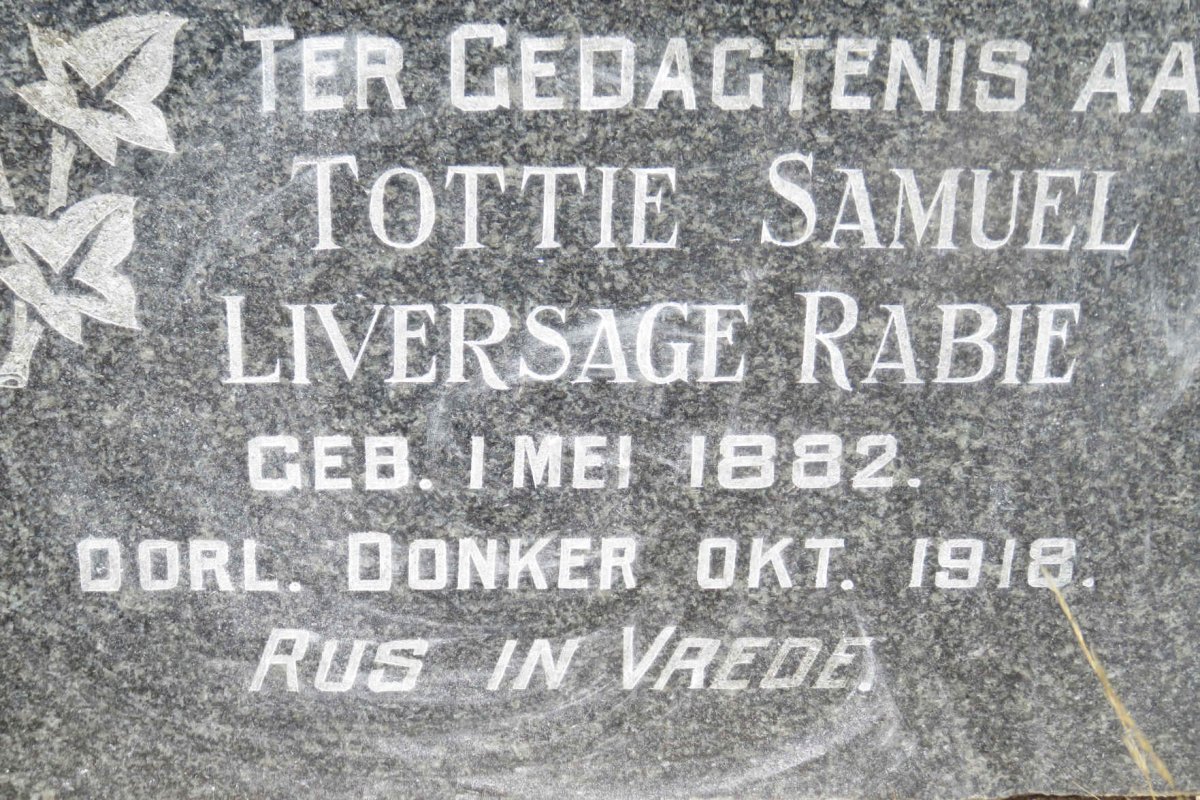 TER GEDAGTENIS AA
TOTTIE SAMUEL
LIVERSAGE RABIE
GEB. 1 MEI 1882.
OORL. DONKER OKT. 1918.
RUS IN VREDE.